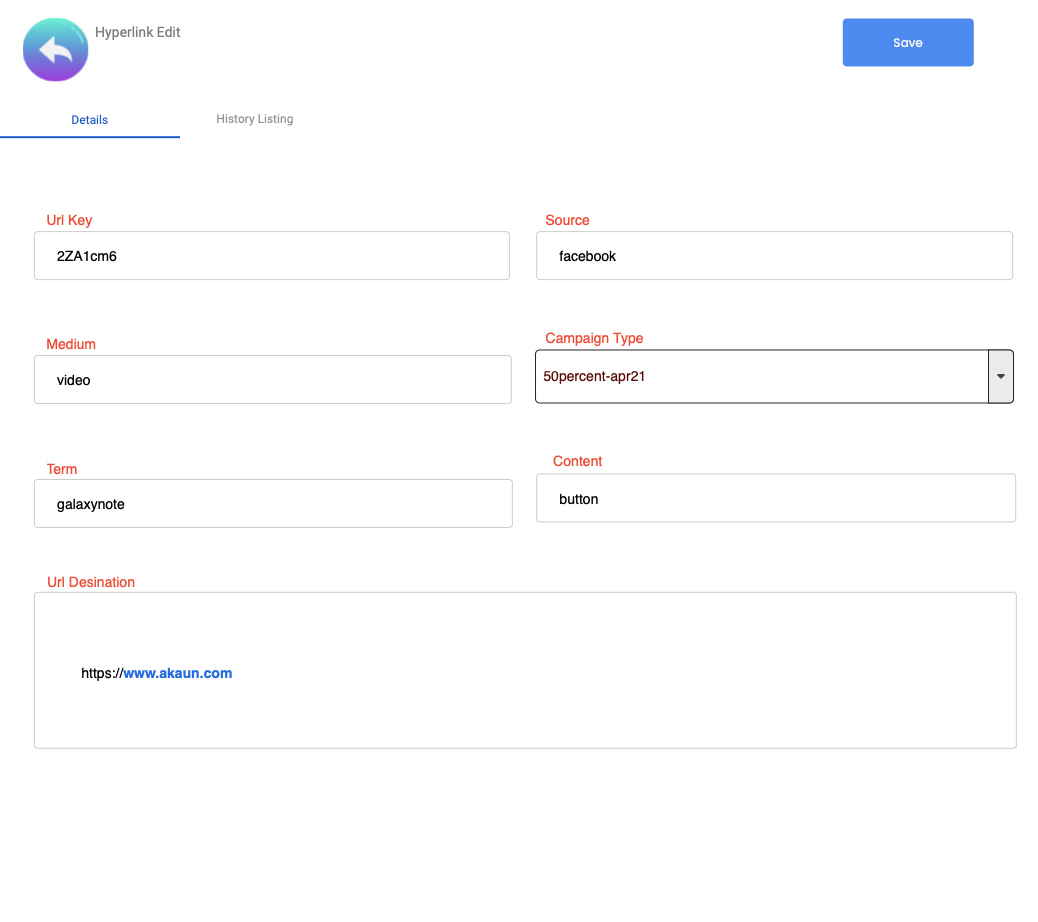 Hyperlink Edit
Save
Details
History Listing
Url Key
Source
2ZA1cm6
facebook
Medium
Campaign Type
video
50percent-apr21
Term
Content
galaxynote
button
Url Desination
https://www.akaun.com